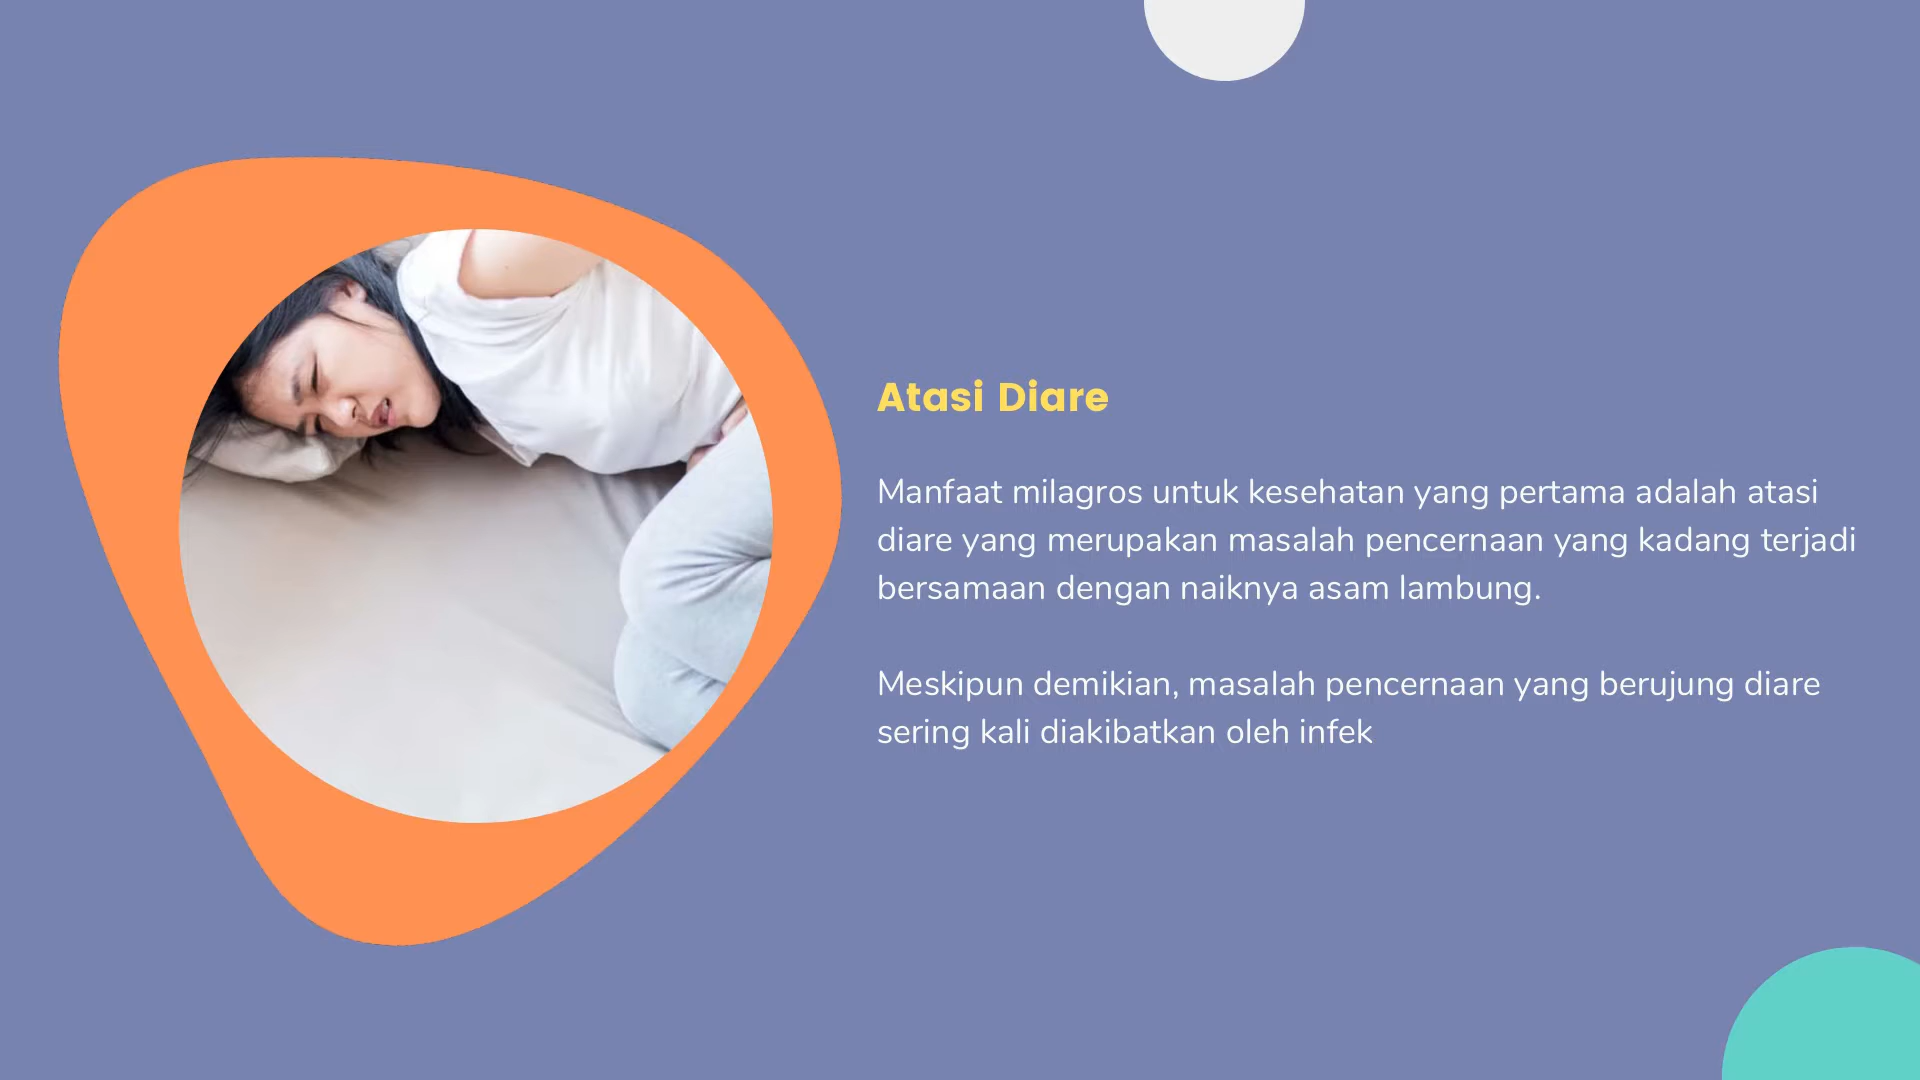 Atasi Diare
Manfaat milagros untuk kesehatan yang pertama adalah atasi
diare yang merupakan masalah pencernaan yang kadang terjadi
bersamaan dengan naiknya asam lambung.
Meskipun demikian, masalah pencernaan yang berujung diare
sering kali diakibatkan oleh infek